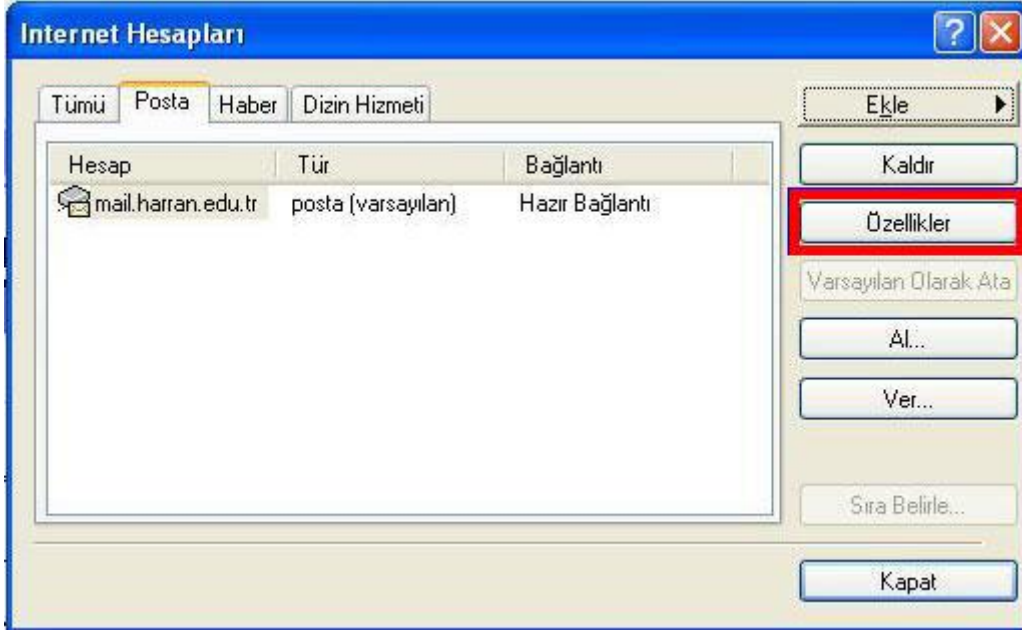 Internet Hesapları
Tümü Posta Haber Dizin Hizmeti
Hesap Tür Bağlantı
mail.harran.edu.tr posta (varsayılan) Hazır Bağlantı
Ekle
Kaldır
Özellikler
Varsayılan Olarak Ata
Al...
Ver...
Sıra Belirle...
Kapat